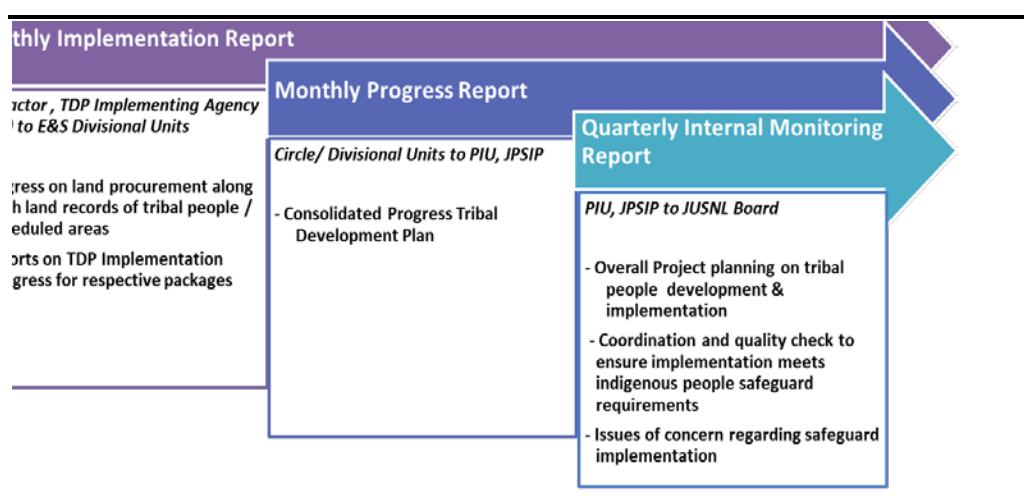 thly Implementation Report
actor , TDP Implementing Agency
to E&S Divisional Units
ress on land procurement along
h land records of tribal people /
eduled areas
orts on TDP Implementation
gress for respective packages
Monthly Progress Report
Circle/ Divisional Units to PIU, JPSIP
- Consolidated Progress Tribal
Development Plan
Quarterly Internal Monitoring
Report
PIU, JPSIP to JUSNL Board
- Overall Project planning on tribal
people development &
implementation
- Coordination and quality check to
ensure implementation meets
indigenous people safeguard
requirements
- Issues of concern regarding safeguard
implementation